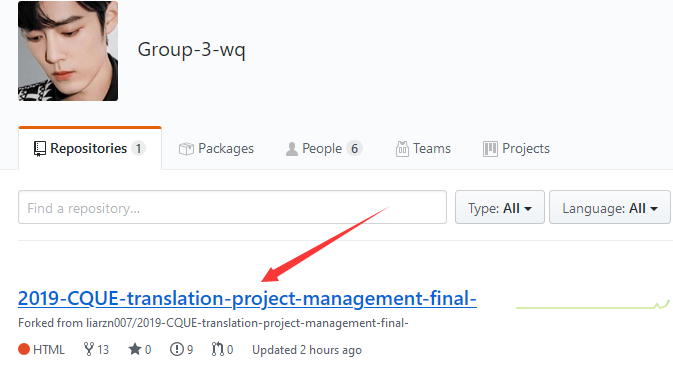 Group-3-wq
Repositories 1 Packages People 6 Teams Projects
Find a repository... Type: All Language: All
2019-CQUE-translation-project-management-final-
Forked from liarzn007/2019-CQUE-translation-project-management-final-
HTML 13 0 9 0 Updated 2 hours ago